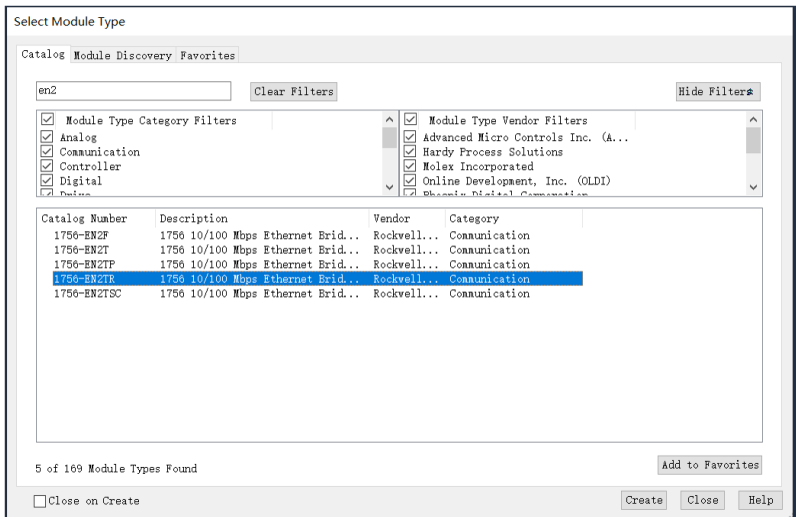 Select Module Type
Catalog Module Discovery Favorites
en2 Clear Filters Hide Filters
Module Type Category Filters
Analog
Communication
Controller
Digital
Drive
Module Type Vendor Filters
Advanced Micro Controls Inc. (A...
Hardy Process Solutions
Molex Incorporated
Online Development, Inc. (OLDI)
Phoenix Digital Corporation
Catalog Number Description Vendor Category
1756-EN2F 1756 10/100 Mbps Ethernet Brid... Rockwell... Communication
1756-EN2T 1756 10/100 Mbps Ethernet Brid... Rockwell... Communication
1756-EN2TP 1756 10/100 Mbps Ethernet Brid... Rockwell... Communication
1756-EN2TR 1756 10/100 Mbps Ethernet Brid... Rockwell... Communication
1756-EN2TSC 1756 10/100 Mbps Ethernet Brid... Rockwell... Communication
5 of 169 Module Types Found
Add to Favorites
Close on Create
Create Close Help